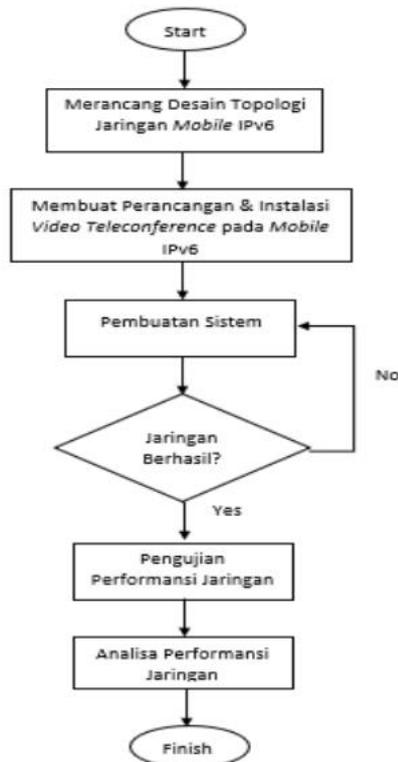 Start
Merancang Desain Topologi
Jaringan Mobile IPv6
Membuat Perancangan & Instalasi
Video Teleconference pada Mobile
IPv6
Pembuatan Sistem
No
Jaringan
Berhasil?
Yes
Pengujian
Performansi Jaringan
Analisa Performansi
Jaringan
Finish